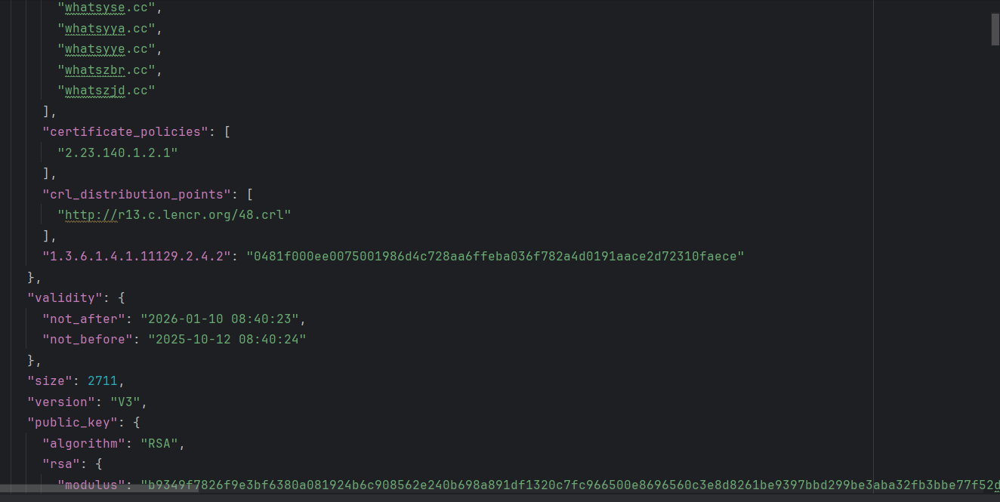 "whatsyse.cc",
"whatsyya.cc",
"whatsyye.cc",
"whatszbr.cc",
"whatszjd.cc"
],
"certificate_policies": [
"2.23.140.1.2.1"
],
"crl_distribution_points": [
"http://r13.c.lencr.org/48.crl"
],
"1.3.6.1.4.1.11129.2.4.2": "0481f000ee0075001986d4c728aa6ffeba036f782a4d0191aace2d72310faece"
},
"validity": {
"not_after": "2026-01-10 08:40:23",
"not_before": "2025-10-12 08:40:24"
},
"size": 2711,
"version": "V3",
"public_key": {
"algorithm": "RSA",
"rsa": {
"modulus": "b9349f7826f9e3bf6380a081924b6c908562e240b698a891df1320c7fc966500e8696560c3e8d8261be9397bbd299be3aba32fb3bbe77f52d